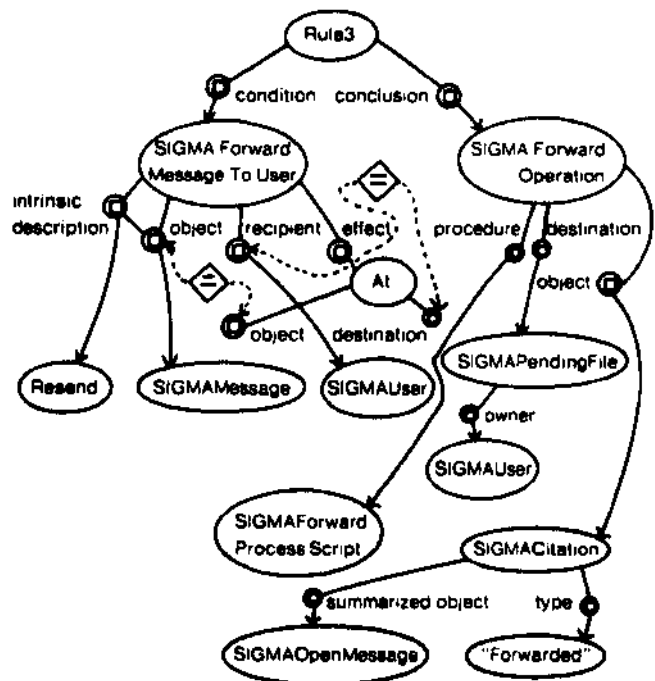 Rule3
condition
conclusion
SIGMA Forward
Message To User
SIGMA Forward
Operation
intrinsic
description
object
recipient
effect
procedure
destination
=
=
At
object
object
destination
Resend
SIGMAMessage
SIGMAUser
SIGMAPendingFile
owner
SIGMAUser
SIGMAForward
Process Script
SIGMACitation
summarized object
type
SIGMAOpenMessage
"Forwarded"